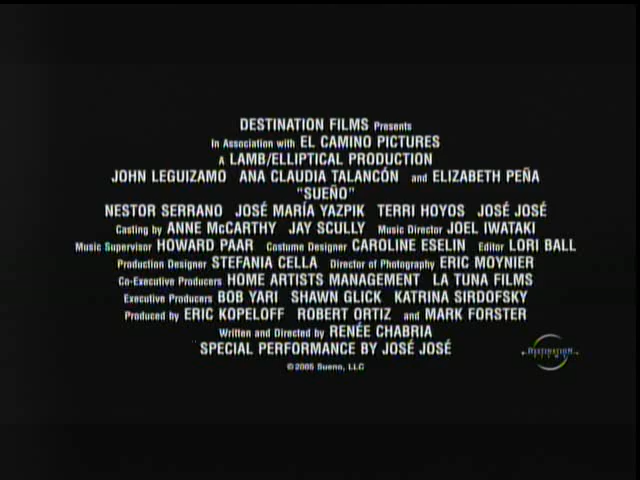 DESTINATION FILMS Presents
In Association with EL CAMINO PICTURES
A LAMB/ELLIPTICAL PRODUCTION
JOHN LEGUIZAMO ANA CLAUDIA TALANCÓN and ELIZABETH PEÑA
"SUEÑO"
NESTOR SERRANO JOSÉ MARÍA YAZPIK TERRI HOYOS JOSÉ JOSÉ
Casting by ANNE McCARTHY JAY SCULLY Music Director JOEL IWATAKI
Music Supervisor HOWARD PAAR Costume Designer CAROLINE ESELIN Editor LORI BALL
Production Designer STEFANIA CELLA Director of Photography ERIC MOYNIER
Co-Executive Producers HOME ARTISTS MANAGEMENT LA TUNA FILMS
Executive Producers BOB YARI SHAWN GLICK KATRINA SIRDOFSKY
Produced by ERIC KOPELOFF ROBERT ORTIZ and MARK FORSTER
Written and Directed by RENÉE CHABRIA
SPECIAL PERFORMANCE BY JOSÉ JOSÉ
©2005 Sueno, LLC
DESTINATION
FILMS